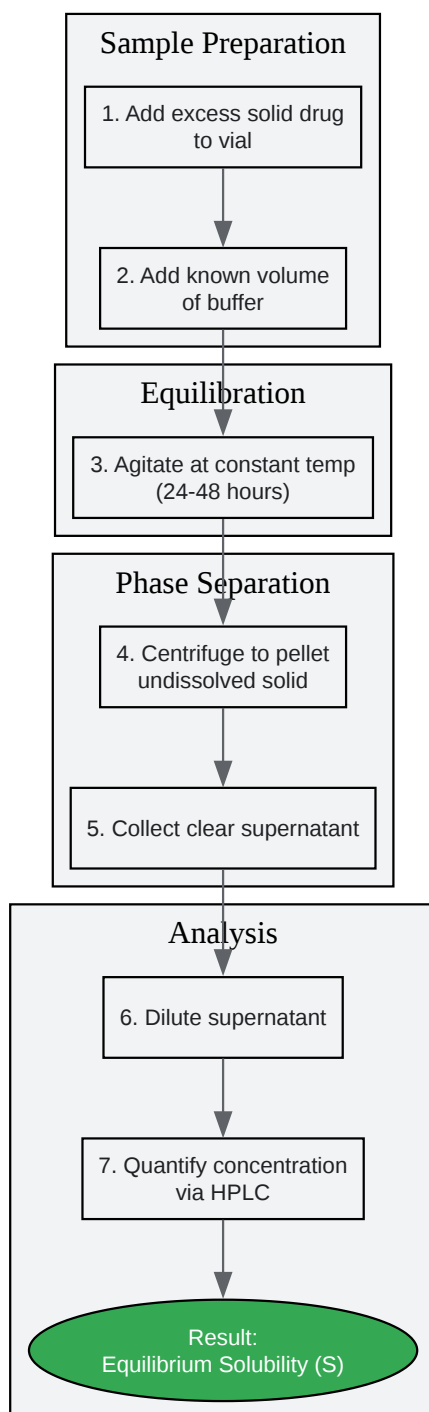 Sample Preparation
1. Add excess solid drug
to vial
2. Add known volume
of buffer
Equilibration
3. Agitate at constant temp
(24-48 hours)
Phase Separation
4. Centrifuge to pellet
undissolved solid
5. Collect clear supernatant
Analysis
6. Dilute supernatant
7. Quantify concentration
via HPLC
Result:
Equilibrium Solubility (S)